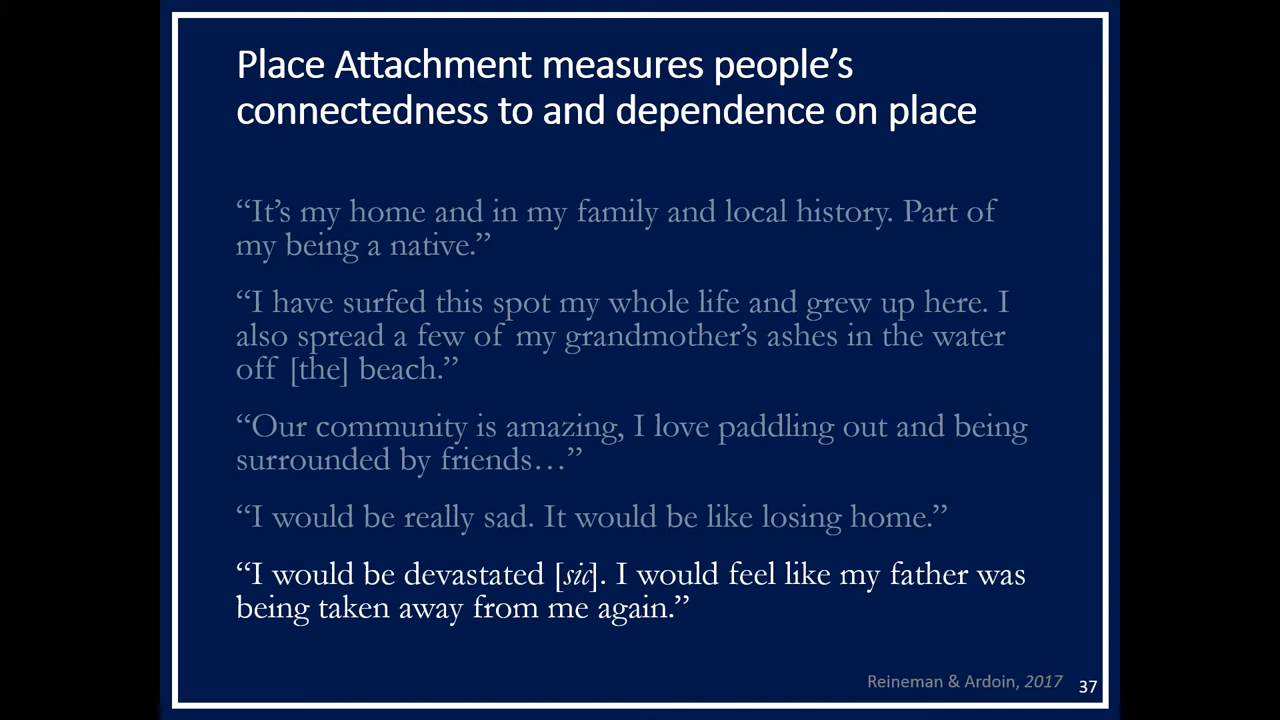 Place Attachment measures people’s
connectedness to and dependence on place
“It’s my home and in my family and local history. Part of
my being a native.”
“I have surfed this spot my whole life and grew up here. I
also spread a few of my grandmother’s ashes in the water
off [the] beach.”
“Our community is amazing, I love paddling out and being
surrounded by friends…”
“I would be really sad. It would be like losing home.”
“I would be devastated [sic]. I would feel like my father was
being taken away from me again.”
Reineman & Ardoin, 2017
37